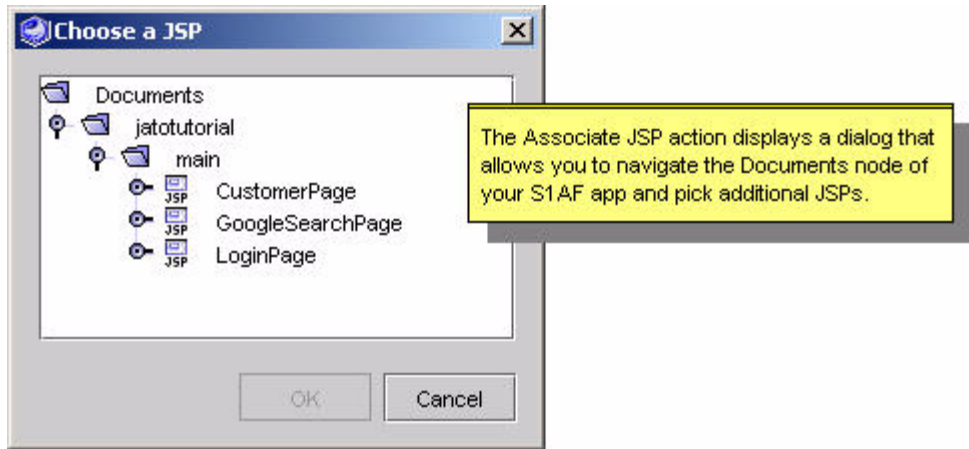 Choose a JSP
Documents
jatotutorial
main
JSP CustomerPage
JSP GoogleSearchPage
JSP LoginPage
The Associate JSP action displays a dialog that
allows you to navigate the Documents node of
your S1AF app and pick additional JSPs.
OK Cancel